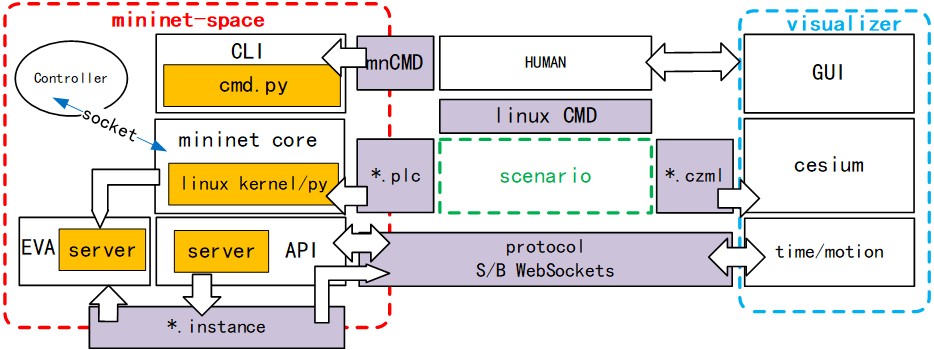 mininet-space
visualizer
CLI
cmd.py
mnCMD
HUMAN
GUI
Controller
socket
linux CMD
mininet core
linux kernel/py
*.plc
scenario
*.czml
cesium
EVA
server
server
API
protocol
S/B WebSockets
time/motion
*.instance